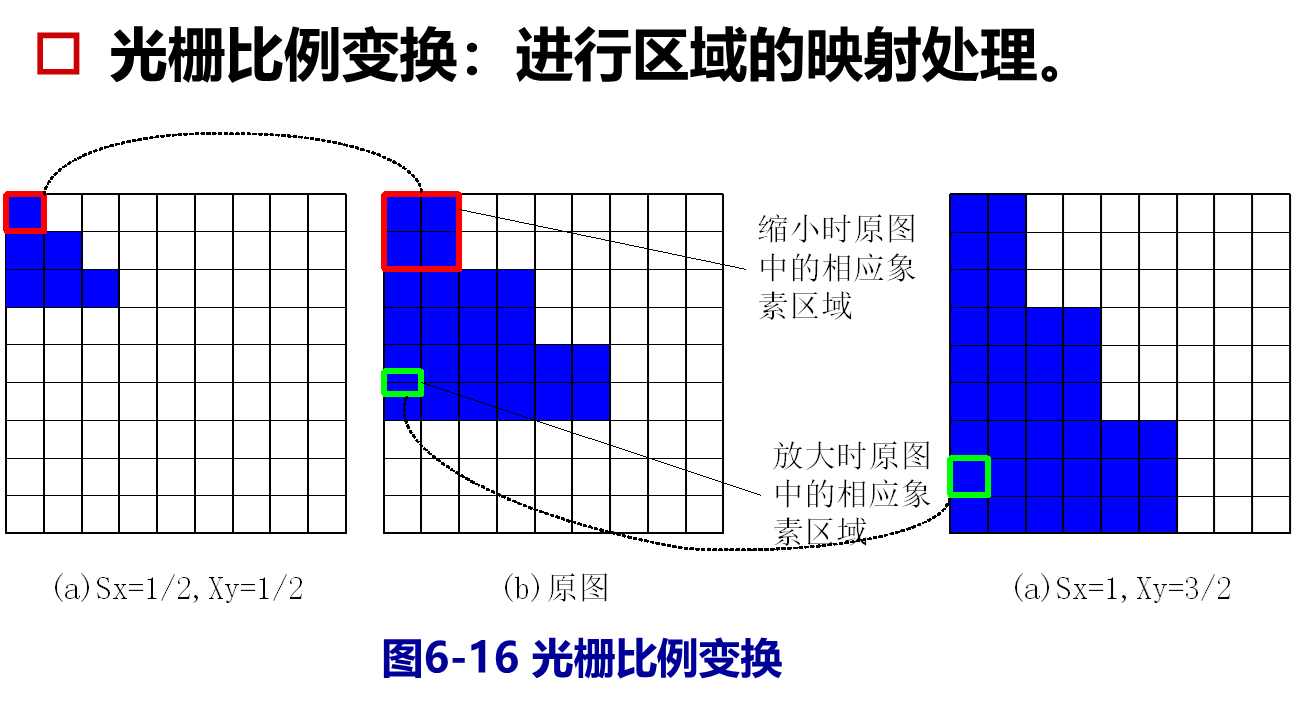 光栅比例变换：进行区域的映射处理。
缩小时原图
中的相应象
素区域
放大时原图
中的相应象
素区域
(a)Sx=1/2,Xy=1/2
(b)原图
(a)Sx=1,Xy=3/2
图6-16 光栅比例变换